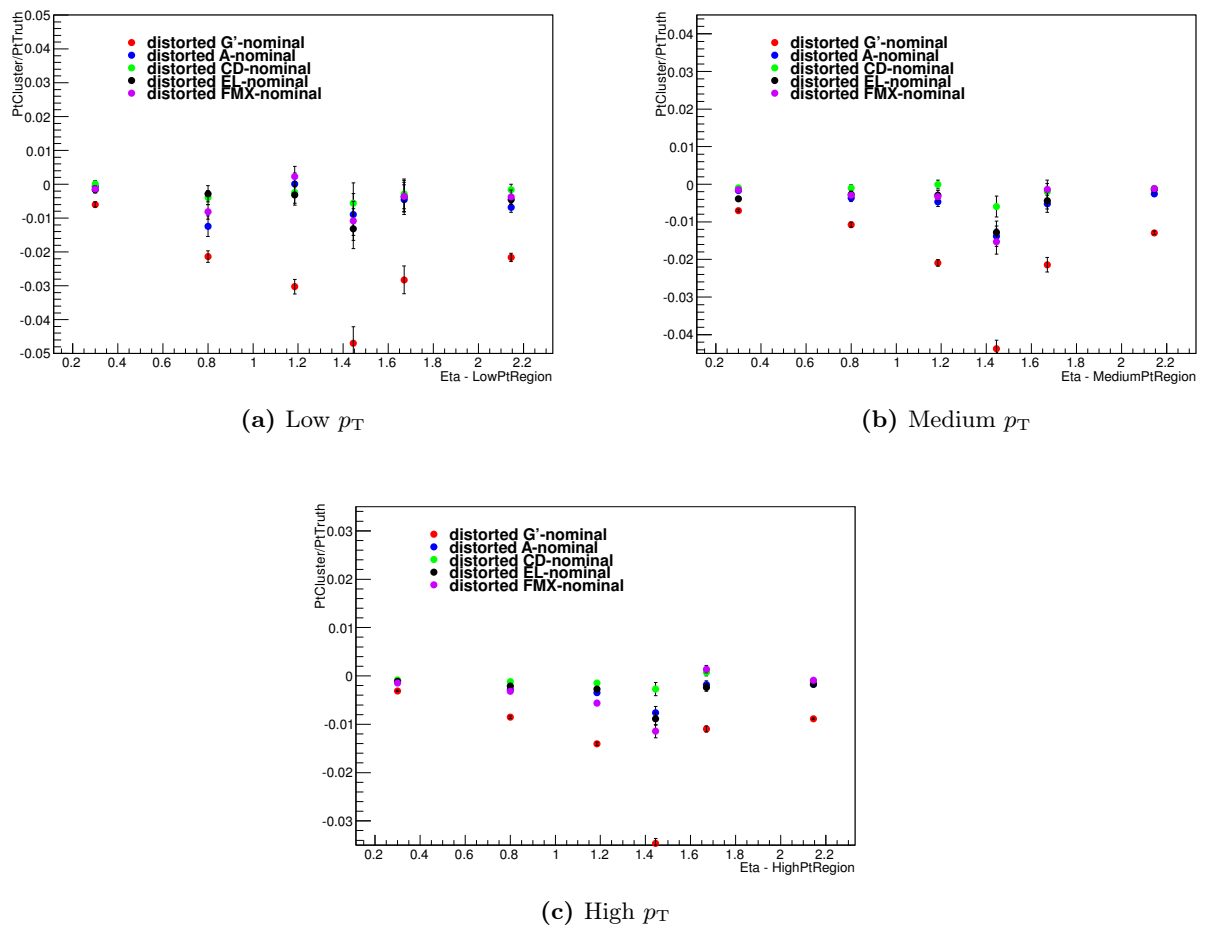 PtCluster/PtTruth
0.05
0.04
0.03
0.02
0.01
0
-0.01
-0.02
-0.03
-0.04
-0.05
distorted G'-nominal
distorted A-nominal
distorted CD-nominal
distorted EL-nominal
distorted FMX-nominal
0.2 0.4 0.6 0.8 1 1.2 1.4 1.6 1.8 2 2.2
Eta - LowPtRegion
(a) Low pT
PtCluster/PtTruth
0.04
0.03
0.02
0.01
0
-0.01
-0.02
-0.03
-0.04
distorted G'-nominal
distorted A-nominal
distorted CD-nominal
distorted EL-nominal
distorted FMX-nominal
0.2 0.4 0.6 0.8 1 1.2 1.4 1.6 1.8 2 2.2
Eta - MediumPtRegion
(b) Medium pT
PtCluster/PtTruth
0.03
0.02
0.01
0
-0.01
-0.02
-0.03
distorted G'-nominal
distorted A-nominal
distorted CD-nominal
distorted EL-nominal
distorted FMX-nominal
0.2 0.4 0.6 0.8 1 1.2 1.4 1.6 1.8 2 2.2
Eta - HighPtRegion
(c) High pT